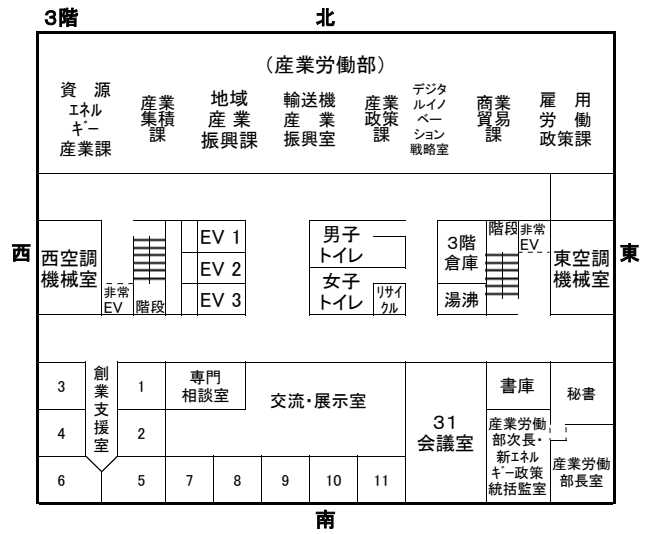 3階
北
(産業労働部)
資 源
エネル
ギー
産業課
産業
集積
課
地域
産業
振興課
輸送機
産業
振興室
産業
政策
課
デジタ
ルイノ
ベー
ション
戦略室
商業
貿易
課
雇用
労働
政策課
西
東
西空調
機械室
非常
EV
階段
EV 1
EV 2
EV 3
男子
トイレ
女子
トイレ
リサイ
クル
3階
倉庫
湯沸
階段
非常
EV
東空調
機械室
3
4
6
創
業
支
援
室
1
2
5
専門
相談室
交流・展示室
7
8
9
10
11
31
会議室
書庫
産業労働
部次長・
新エネル
ギー政策
統括監室
秘書
産業労働
部長室
南